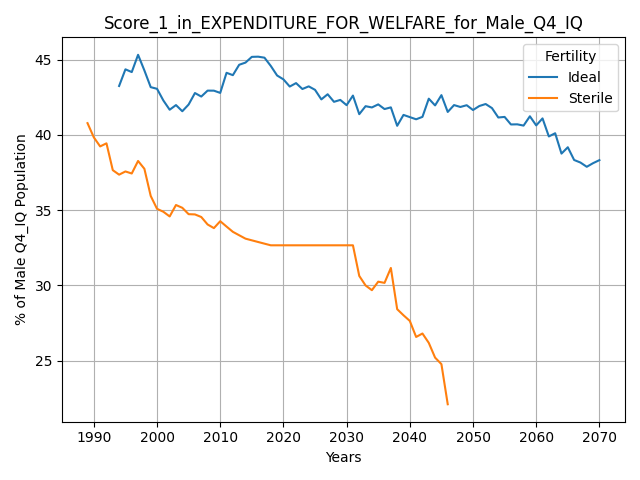 Score_1_in_EXPENDITURE_FOR_WELFARE_for_Male_Q4_IQ
Fertility
Ideal
Sterile
45
40
35
30
25
% of Male Q4_IQ Population
1990 2000 2010 2020 2030 2040 2050 2060 2070
Years